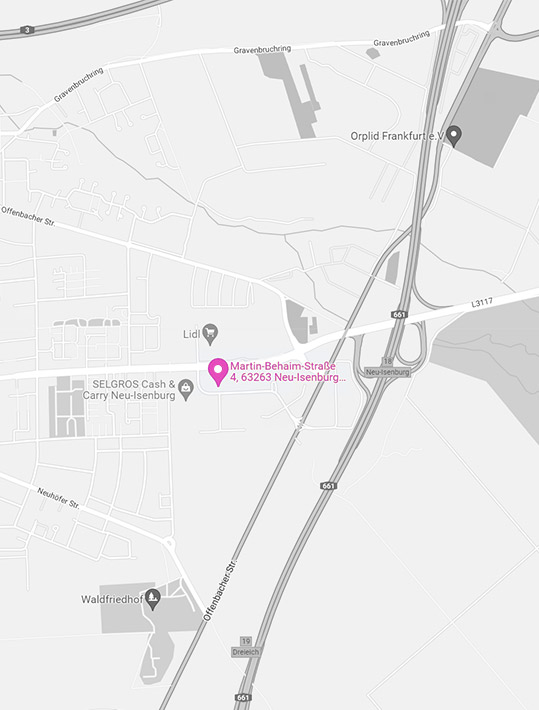 3
Gravenbruchring
Gravenbruchring
Gravenbruchring
Orplid Frankfurt e.V
Offenbacher Str.
L3117
661
Lidl
18
Neu-Isenburg
Martin-Behaim-Straße
4, 63263 Neu-Isenburg...
SELGROS Cash &
Carry Neu-Isenburg
661
Neuhöfer Str.
Offenbacher Str.
Waldfriedhof
19
Dreieich
661